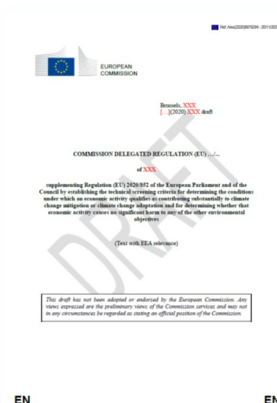 EUROPEAN
COMMISSION
Brussels, XXX
[…](2020) XXX draft
COMMISSION DELEGATED REGULATION (EU) …/...
of XXX
supplementing Regulation (EU) 2020/852 of the European Parliament and of the
Council by establishing the technical screening criteria for determining the conditions
under which an economic activity qualifies as contributing substantially to climate
change mitigation or climate change adaptation and for determining whether that
economic activity causes no significant harm to any of the other environmental
objectives
(Text with EEA relevance)
DRAFT
This draft has not been adopted or endorsed by the European Commission. Any
views expressed are the preliminary views of the Commission services and may not
in any circumstances be regarded as stating an official position of the Commission.
EN
EN